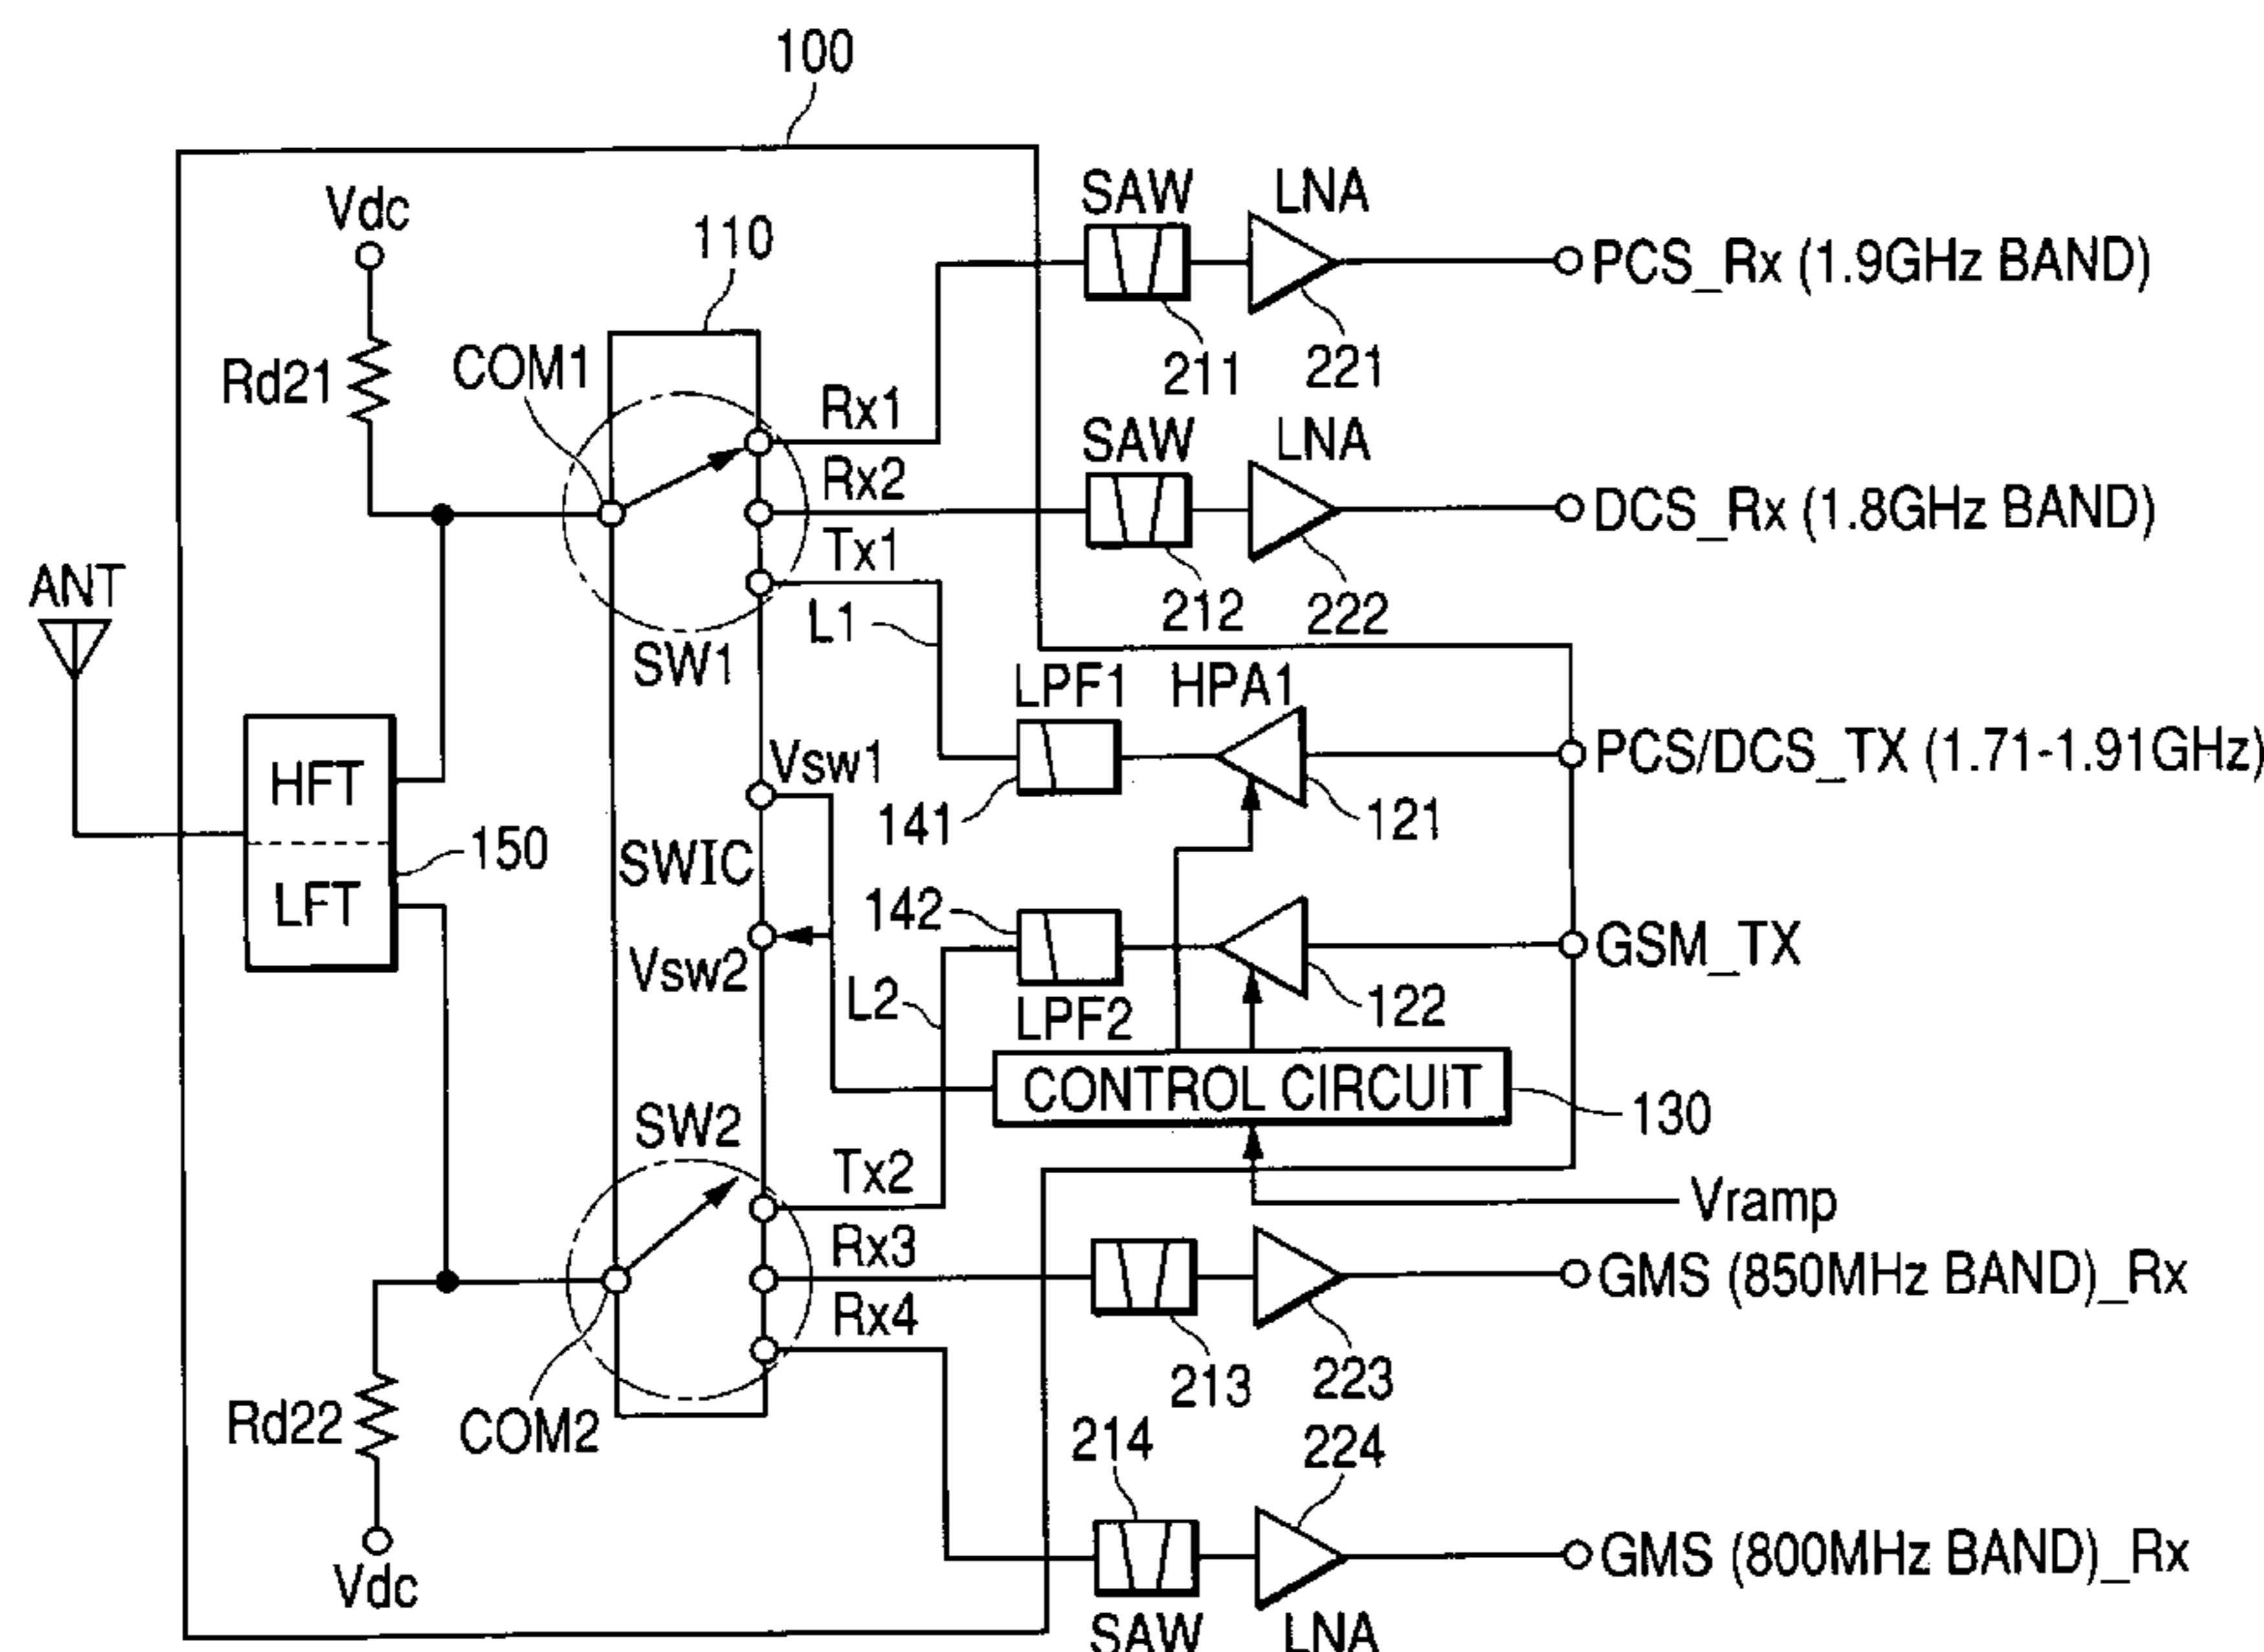 100
Vdc
110
SAW
LNA
PCS_Rx (1.9GHz BAND)
Rd21
COM1
Rx1
211
221
SAW
LNA
Rx2
DCS_Rx (1.8GHz BAND)
Tx1
ANT
L1
212
222
SW1
LPF1
HPA1
PCS/DCS_TX (1.71-1.91GHz)
HFT
Vsw1
141
121
150
SWIC
LFT
142
GSM_TX
Vsw2
L2
LPF2
122
CONTROL CIRCUIT
130
SW2
Tx2
Vramp
Rx3
GMS (850MHz BAND)_Rx
Rx4
213
223
Rd22
COM2
214
224
GMS (800MHz BAND)_Rx
Vdc
SAW
LNA